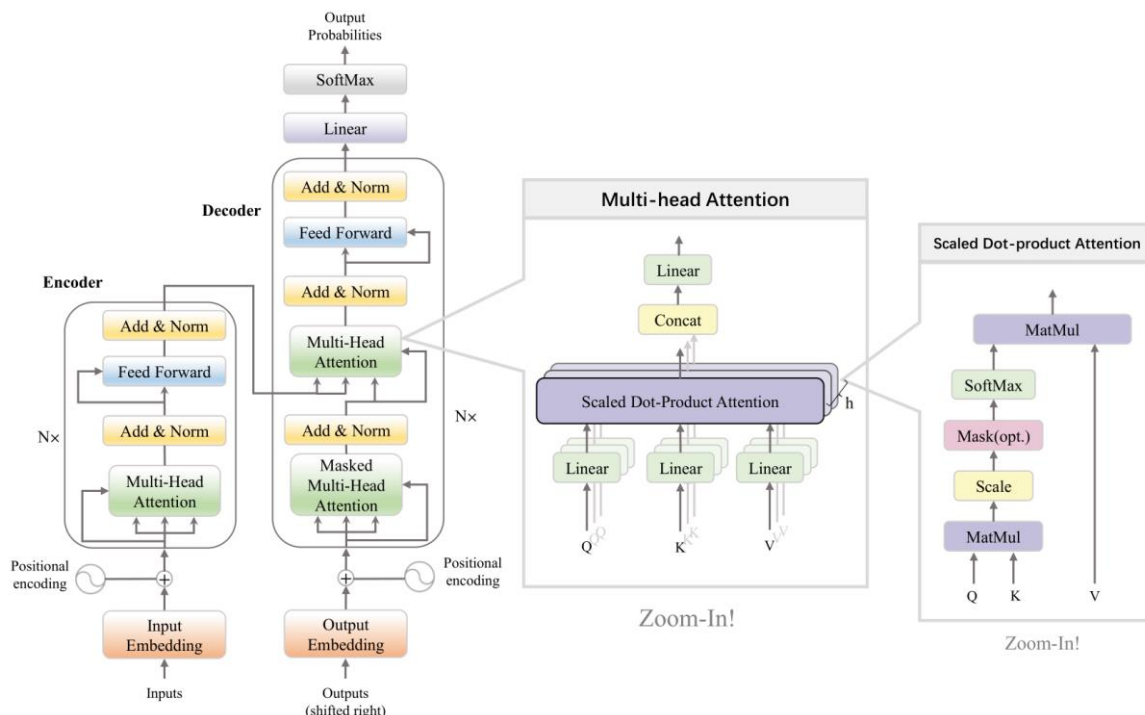 Output
Probabilities
SoftMax
Linear
Add & Norm
Decoder
Feed Forward
Add & Norm
Multi-Head
Attention
N×
Add & Norm
Masked
Multi-Head
Attention
Positional
encoding
Output
Embedding
Outputs
(shifted right)
Encoder
Add & Norm
Feed Forward
N×
Add & Norm
Multi-Head
Attention
Positional
encoding
Input
Embedding
Inputs
Multi-head Attention
Linear
Concat
Scaled Dot-Product Attention
h
Linear
Linear
Linear
Q
K
V
Zoom-In!
Scaled Dot-product Attention
MatMul
SoftMax
Mask(opt.)
Scale
MatMul
Q
K
V
Zoom-In!